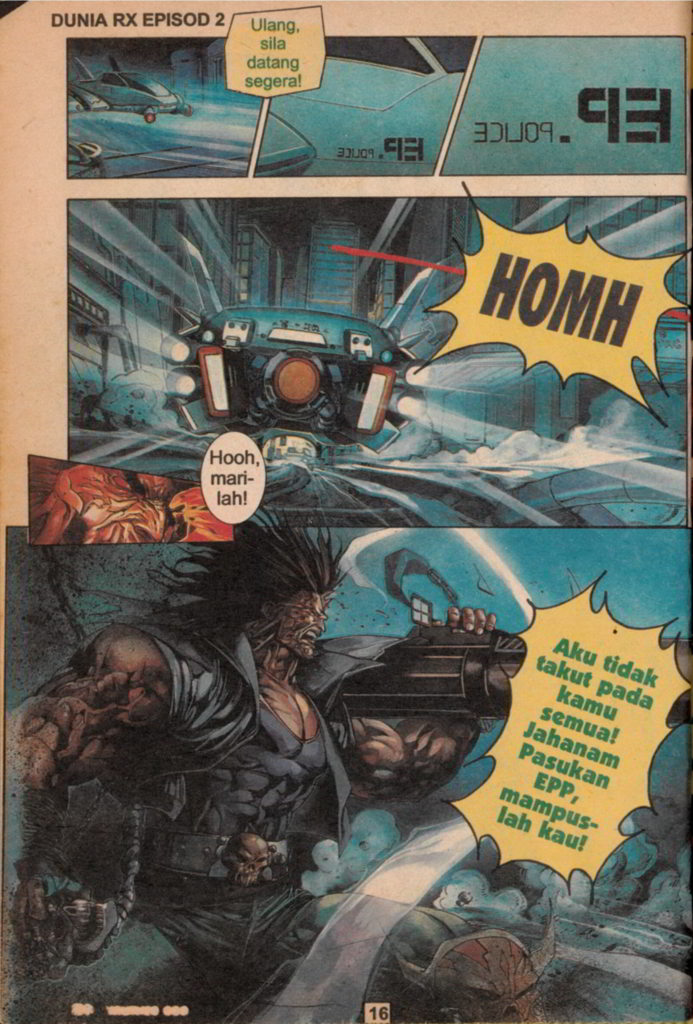 DUNIA RX EPISOD 2
Ulang,
sila
datang
segera!
EP. POLICE
EP. POLICE
HOMH
Hooh,
mari-
lah!
Aku tidak
takut pada
kamu
semua!
Jahanam
Pasukan
EPP,
mampus-
lah kau!
16